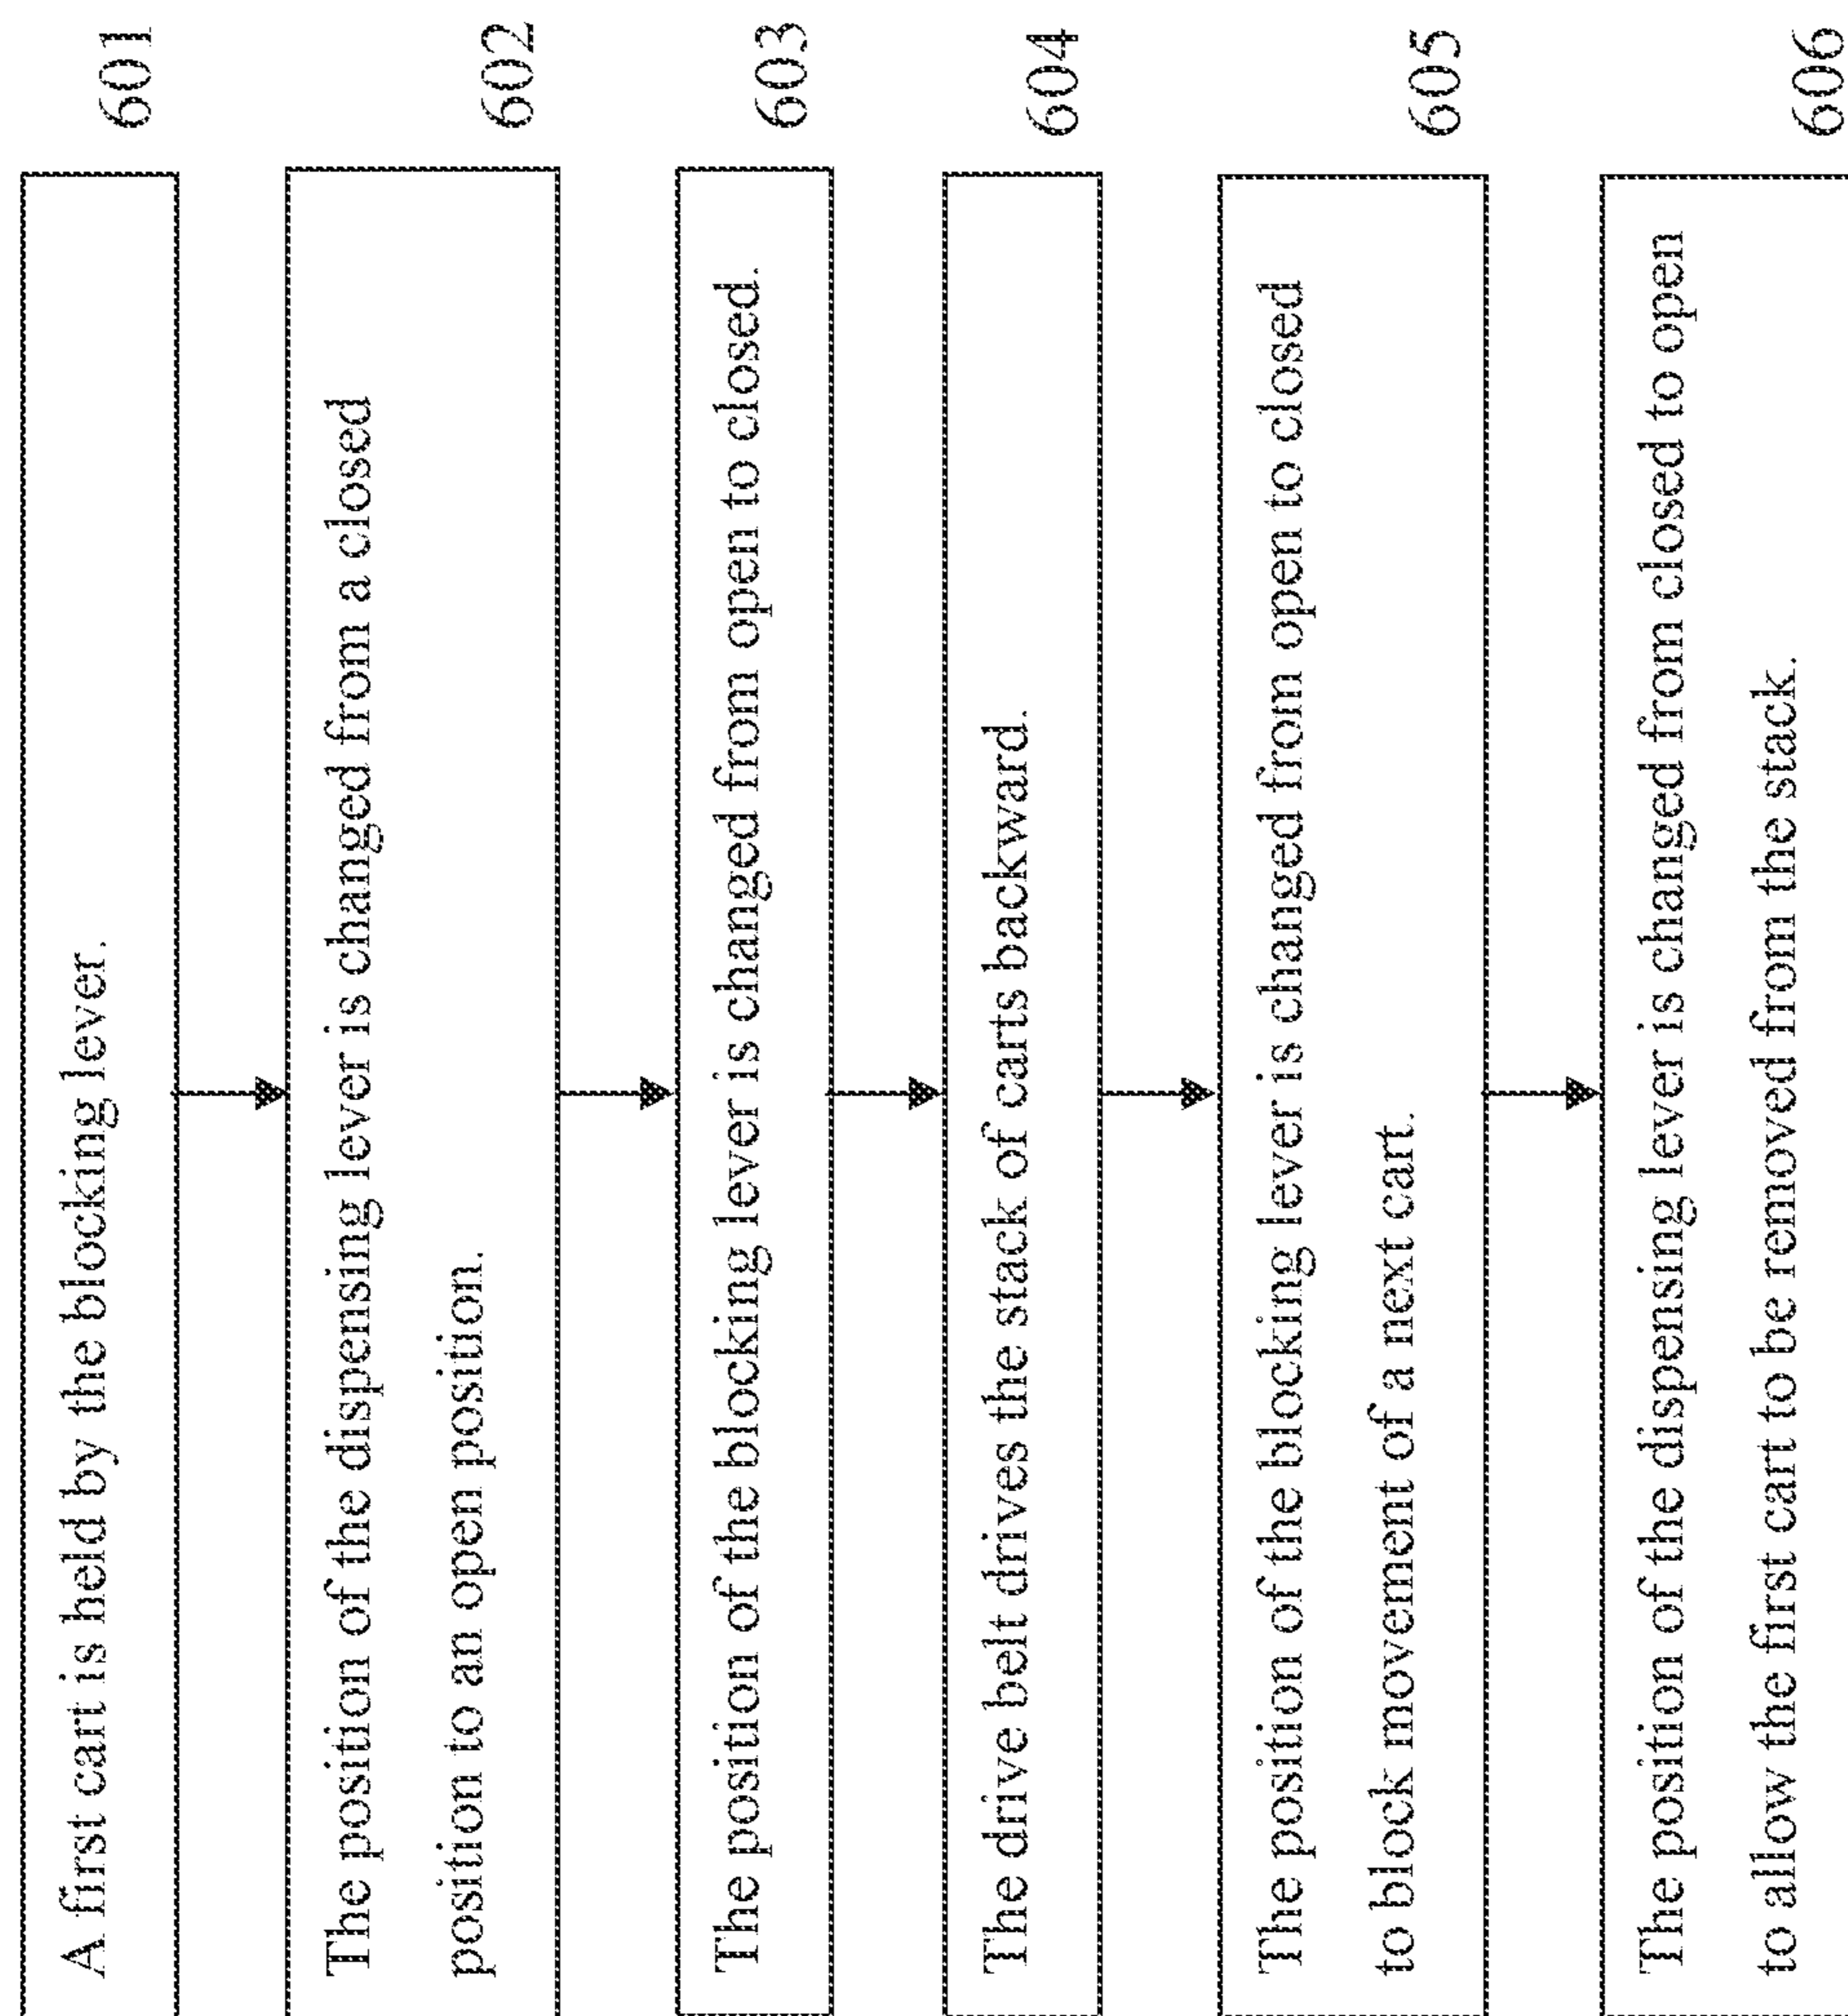 A first cart is held by the blocking lever.
601
The position of the dispensing lever is changed from a closed
position to an open position.
602
The position of the blocking lever is changed from open to closed.
603
The drive belt drives the stack of carts backward.
604
The position of the blocking lever is changed from open to closed
to block movement of a next cart.
605
The position of the dispensing lever is changed from closed to open
to allow the first cart to be removed from the stack.
606